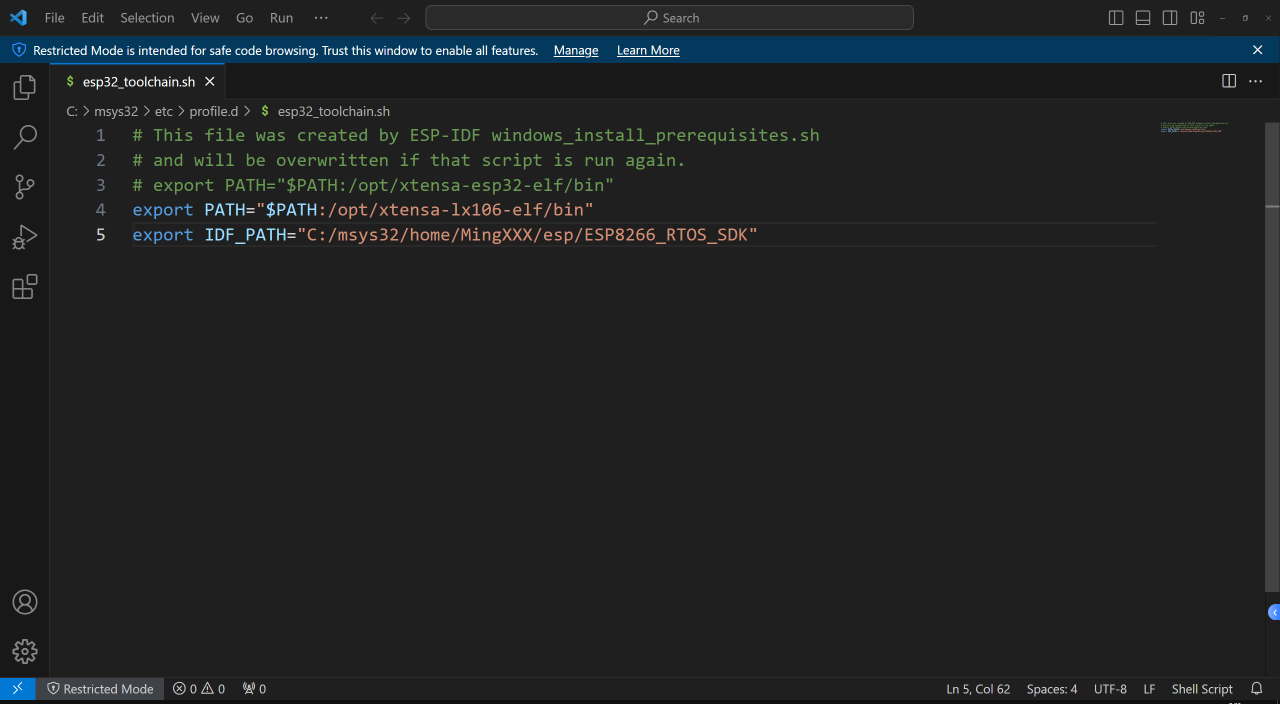 File Edit Selection View Go Run ··· Search
Restricted Mode is intended for safe code browsing. Trust this window to enable all features. Manage Learn More
$ esp32_toolchain.sh
C: > msys32 > etc > profile.d > $ esp32_toolchain.sh
1 # This file was created by ESP-IDF windows_install_prerequisites.sh
2 # and will be overwritten if that script is run again.
3 # export PATH="$PATH:/opt/xtensa-esp32-elf/bin"
4 export PATH="$PATH:/opt/xtensa-lx106-elf/bin"
5 export IDF_PATH="C:/msys32/home/MingXXX/esp/ESP8266_RTOS_SDK"
Restricted Mode 0 0 0 Ln 5, Col 62 Spaces: 4 UTF-8 LF Shell Script